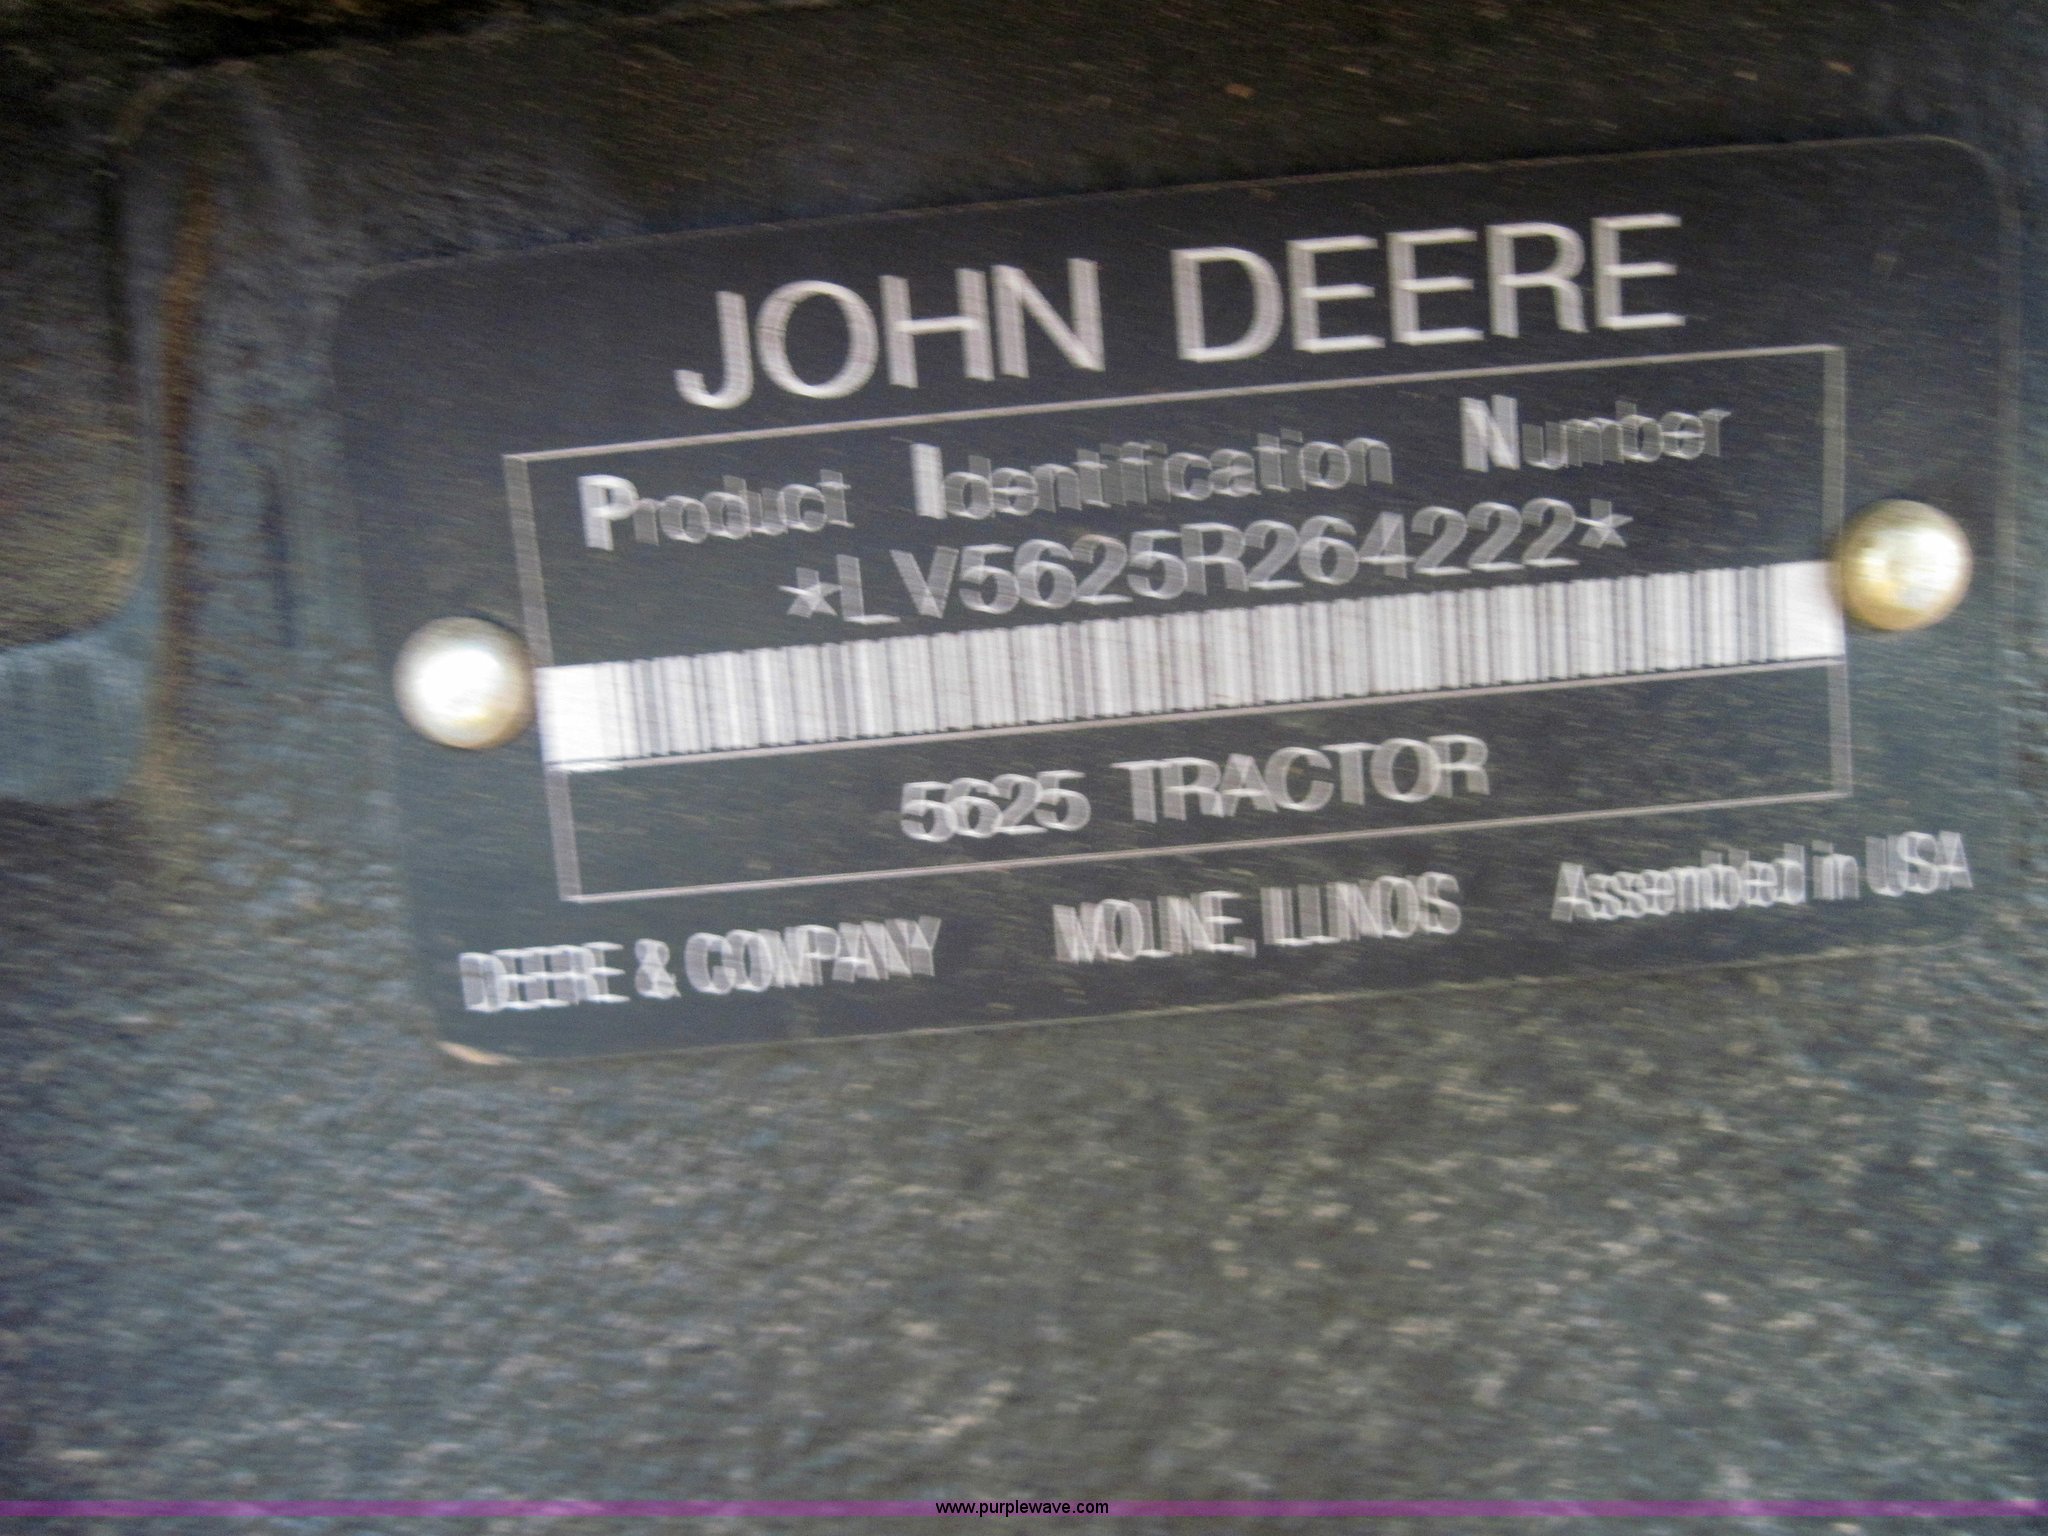 JOHN DEERE
Product Identification Number
*LV5625R264222*
5625 TRACTOR
DEERE & COMPANY MOLINE, ILLINOIS Assembled in USA
www.purplewave.com